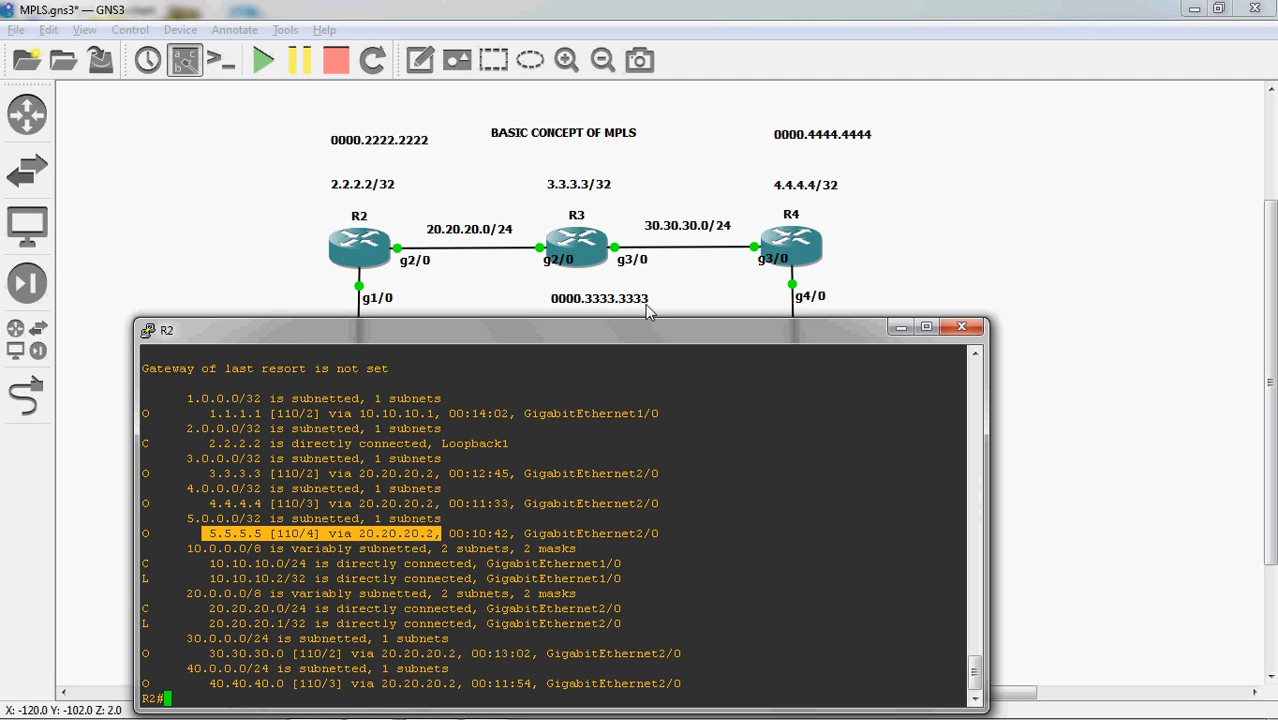 MPLS.gns3* — GNS3
File Edit View Control Device Annotate Tools Help
0000.2222.2222
BASIC CONCEPT OF MPLS
0000.4444.4444
2.2.2.2/32
3.3.3.3/32
4.4.4.4/32
R2
R3
R4
20.20.20.0/24
30.30.30.0/24
g2/0
g2/0
g3/0
g3/0
g1/0
0000.3333.3333
g4/0
R2
Gateway of last resort is not set
1.0.0.0/32 is subnetted, 1 subnets
O 1.1.1.1 [110/2] via 10.10.10.1, 00:14:02, GigabitEthernet1/0
2.0.0.0/32 is subnetted, 1 subnets
C 2.2.2.2 is directly connected, Loopback1
3.0.0.0/32 is subnetted, 1 subnets
O 3.3.3.3 [110/2] via 20.20.20.2, 00:12:45, GigabitEthernet2/0
4.0.0.0/32 is subnetted, 1 subnets
O 4.4.4.4 [110/3] via 20.20.20.2, 00:11:33, GigabitEthernet2/0
5.0.0.0/32 is subnetted, 1 subnets
O 5.5.5.5 [110/4] via 20.20.20.2, 00:10:42, GigabitEthernet2/0
10.0.0.0/8 is variably subnetted, 2 subnets, 2 masks
C 10.10.10.0/24 is directly connected, GigabitEthernet1/0
L 10.10.10.2/32 is directly connected, GigabitEthernet1/0
20.0.0.0/8 is variably subnetted, 2 subnets, 2 masks
C 20.20.20.0/24 is directly connected, GigabitEthernet2/0
L 20.20.20.1/32 is directly connected, GigabitEthernet2/0
30.0.0.0/24 is subnetted, 1 subnets
O 30.30.30.0 [110/2] via 20.20.20.2, 00:13:02, GigabitEthernet2/0
40.0.0.0/24 is subnetted, 1 subnets
O 40.40.40.0 [110/3] via 20.20.20.2, 00:11:54, GigabitEthernet2/0
R2#
X: -120.0 Y: -102.0 Z: 2.0